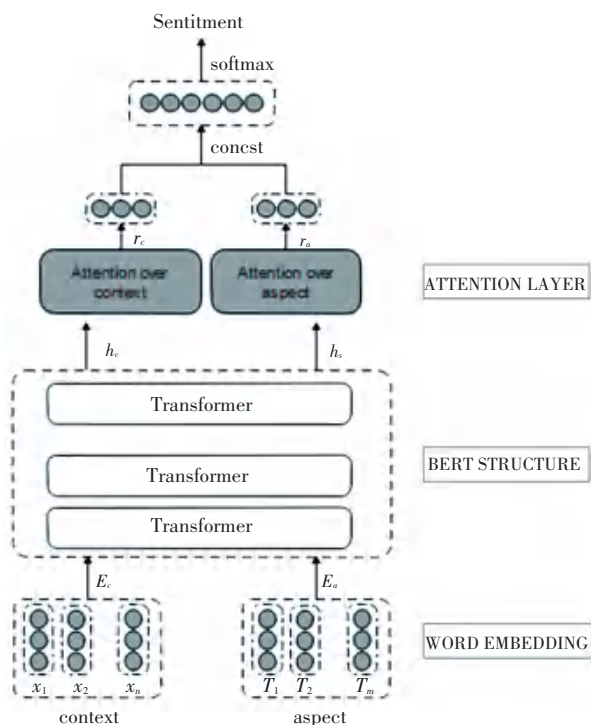 Sentitment
softmax
concst
r_c
r_a
Attention over
context
Attention over
aspect
ATTENTION LAYER
h_c
h_s
Transformer
Transformer
BERT STRUCTURE
Transformer
E_c
E_a
WORD EMBEDDING
x_1 x_2 x_n
T_1 T_2 T_m
context
aspect